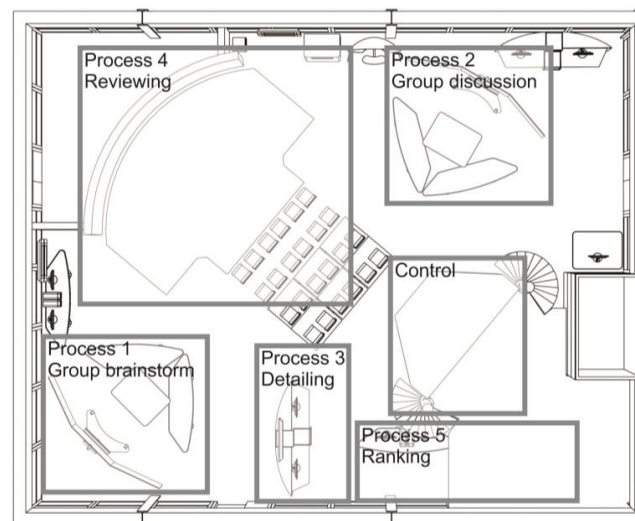 Process 4
Reviewing
Process 2
Group discussion
Control
Process 1
Group brainstorm
Process 3
Detailing
Process 5
Ranking